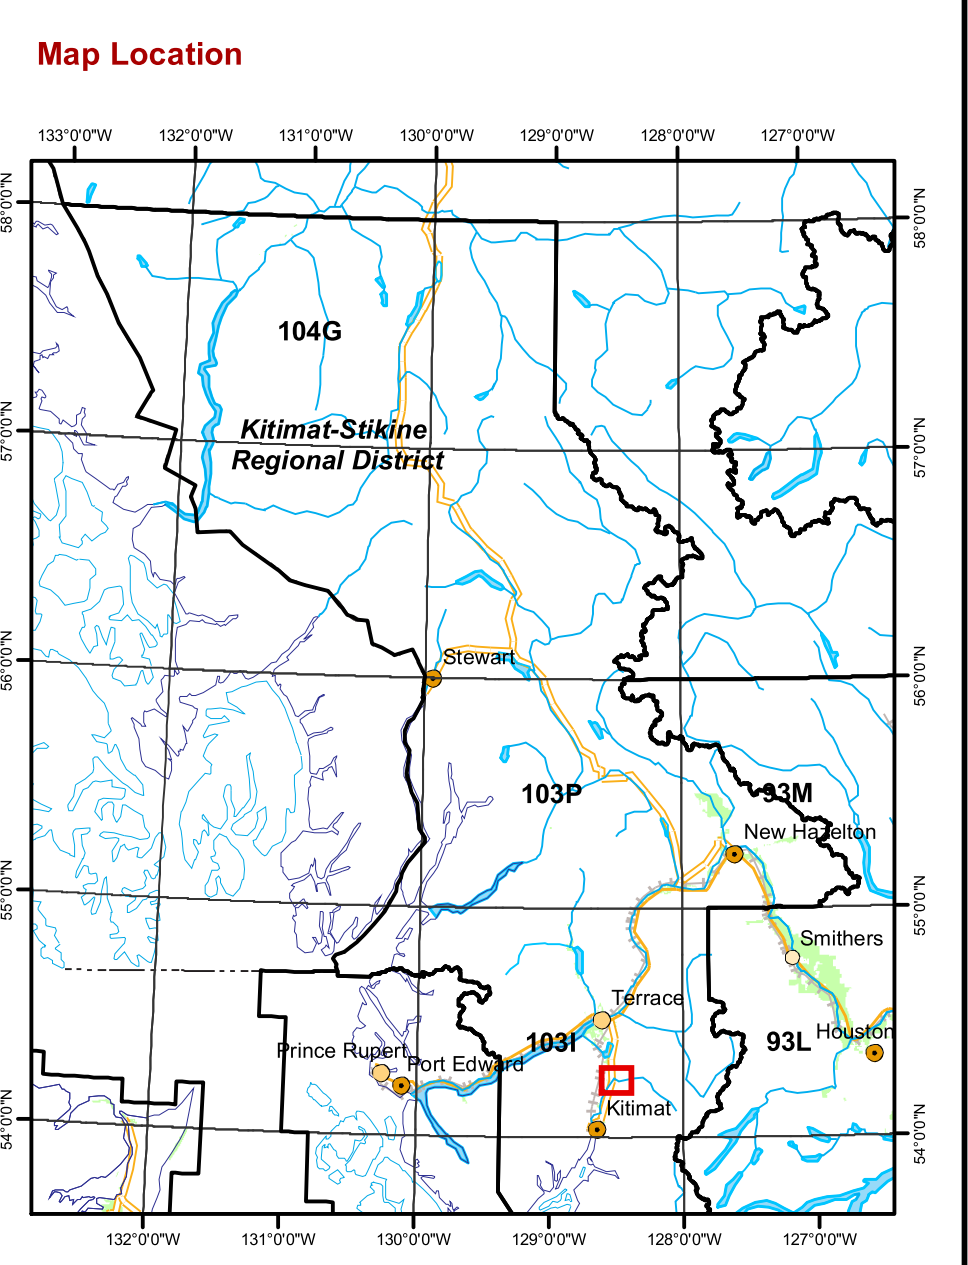 Map Location
133°0'0"W 132°0'0"W 131°0'0"W 130°0'0"W 129°0'0"W 128°0'0"W 127°0'0"W
58°0'0"N
58°0'0"N
104G
Kitimat-Stikine
Regional District
57°0'0"N
57°0'0"N
56°0'0"N
Stewart
56°0'0"N
103P
93M
New Hazelton
55°0'0"N
55°0'0"N
Smithers
Terrace
103I
93L
Houston
Prince Rupert
Port Edward
Kitimat
54°0'0"N
54°0'0"N
132°0'0"W 131°0'0"W 130°0'0"W 129°0'0"W 128°0'0"W 127°0'0"W